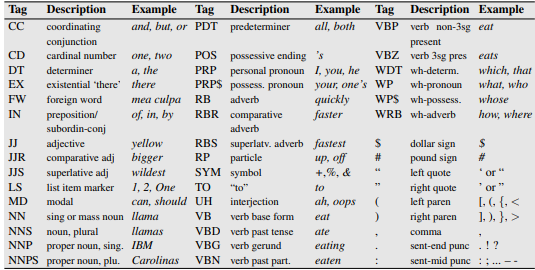 Tag Description Example Tag Description Example Tag Description Example
CC coordinating conjunction and, but, or PDT predeterminer all, both VBP verb non-3sg present eat
CD cardinal number one, two POS possessive ending 's VBZ verb 3sg pres eats
DT determiner a, the PRP personal pronoun I, you, he WDT wh-determ. which, that
EX existential ‘there’ there PRP$ possess. pronoun your, one’s WP wh-pronoun what, who
FW foreign word mea culpa RB adverb quickly WP$ wh-possess. whose
IN preposition/ subordin-conj of, in, by RBR comparative adverb faster WRB wh-adverb how, where
JJ adjective yellow RBS superlatv. adverb fastest $ dollar sign $
JJR comparative adj bigger RP particle up, off # pound sign #
JJS superlative adj wildest SYM symbol +,%, & “ left quote ‘ or “
LS list item marker 1, 2, One TO “to” to ” right quote ’ or ”
MD modal can, should UH interjection ah, oops ( left paren [, (, {, <
NN sing or mass noun llama VB verb base form eat ) right paren ], ), }, >
NNS noun, plural llamas VBD verb past tense ate , comma ,
NNP proper noun, sing. IBM VBG verb gerund eating . sent-end punc . ! ?
NNPS proper noun, plu. Carolinas VBN verb past part. eaten : sent-mid punc : ; ... – -